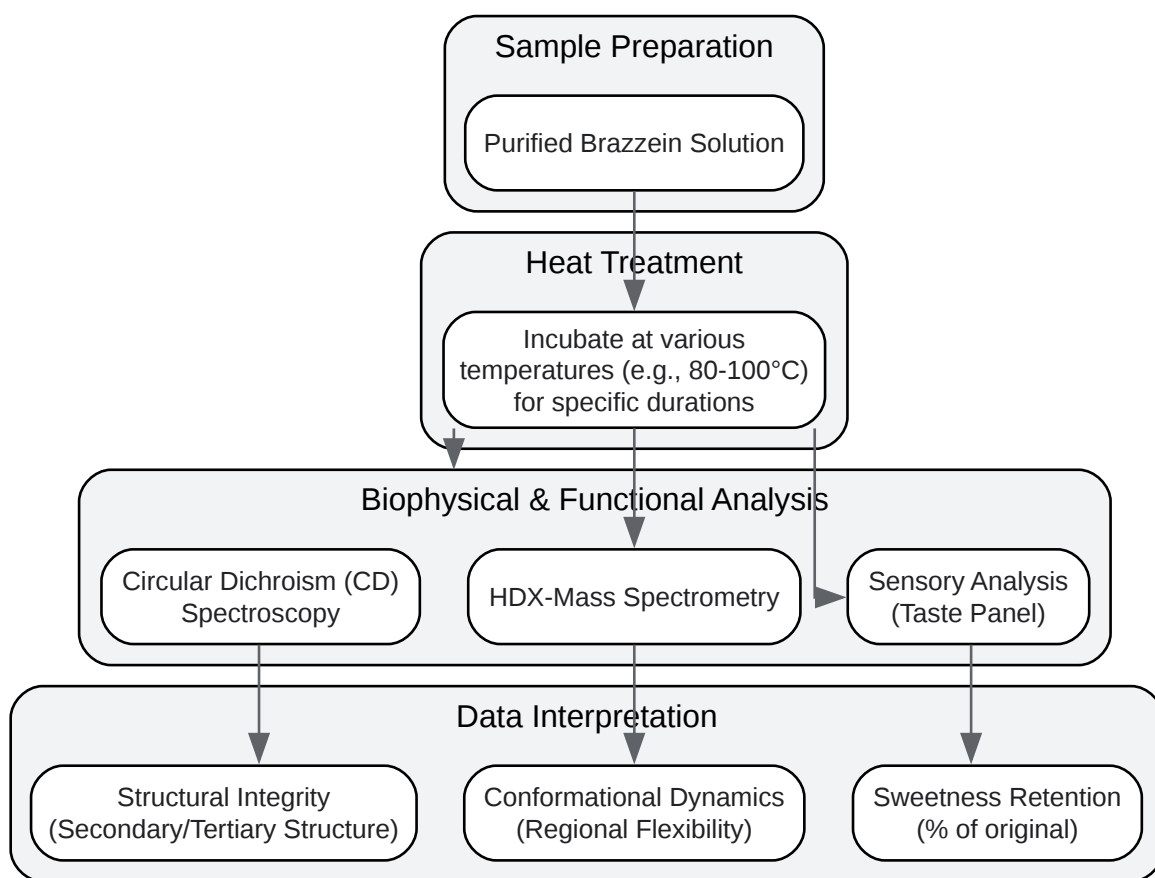 Sample Preparation
Purified Brazzein Solution
Heat Treatment
Incubate at various
temperatures (e.g., 80-100°C)
for specific durations
Biophysical & Functional Analysis
Circular Dichroism (CD)
Spectroscopy
HDX-Mass Spectrometry
Sensory Analysis
(Taste Panel)
Data Interpretation
Structural Integrity
(Secondary/Tertiary Structure)
Conformational Dynamics
(Regional Flexibility)
Sweetness Retention
(% of original)